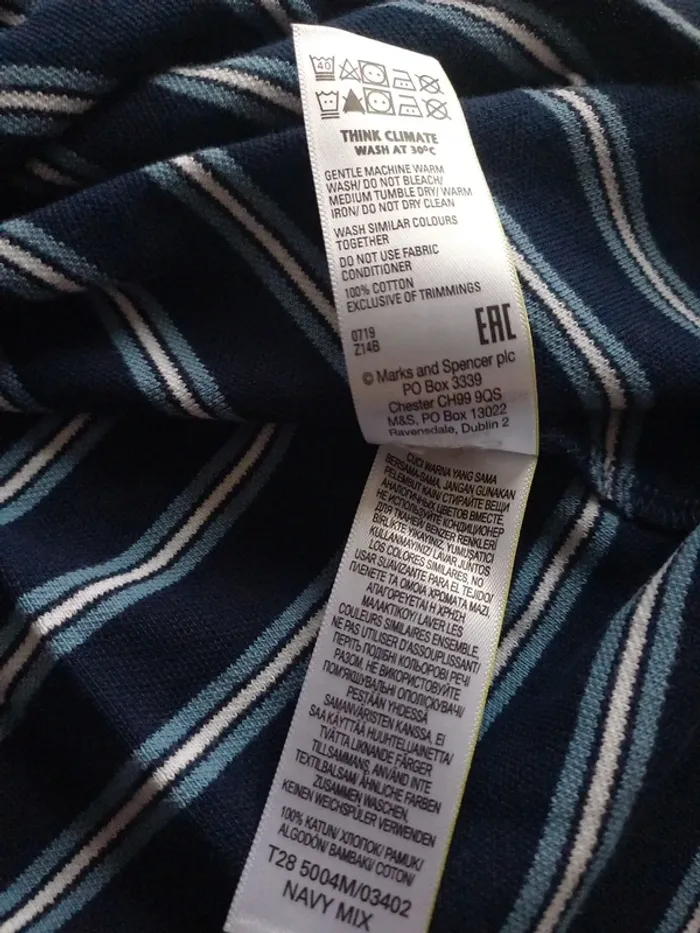 40
THINK CLIMATE
WASH AT 30ºC
GENTLE MACHINE WARM
WASH/ DO NOT BLEACH/
MEDIUM TUMBLE DRY/ WARM
IRON/ DO NOT DRY CLEAN
WASH SIMILAR COLOURS
TOGETHER
DO NOT USE FABRIC
CONDITIONER
100% COTTON
EXCLUSIVE OF TRIMMINGS
0719
Z14B
EAC
© Marks and Spencer plc
PO Box 3339
Chester CH99 9QS
M&S, PO Box 13022
Ravensdale, Dublin 2
CUCI WARNA YANG SAMA
BERSAMA-SAMA, JANGAN GUNAKAN
PELEMBUT KAIN/ СТИРАЙТЕ ВЕЩИ
АНАЛОГИЧНЫХ ЦВЕТОВ ВМЕСТЕ,
НЕ ИСПОЛЬЗУЙТЕ КОНДИЦИОНЕР
ДЛЯ ТКАНЕЙ/ BENZER RENKLERİ
BİRLİKTE YIKAYINIZ, YUMUŞATICI
KULLANMAYINIZ/ LAVAR JUNTOS
LOS COLORES SIMILARES, NO
USAR SUAVIZANTE PARA EL TEJIDO/
ΠΛΕΝΕΤΕ ΤΑ ΟΜΟΙΑ ΧΡΩΜΑΤΑ ΜΑΖΙ,
ΑΠΑΓΟΡΕΥΕΤΑΙ Η ΧΡΗΣΗ
ΜΑΛΑΚΤΙΚΟΥ/ LAVER LES
COULEURS SIMILAIRES ENSEMBLE,
NE PAS UTILISER D'ASSOUPLISSANT/
ПЕРІТЬ ПОДІБНІ КОЛЬОРОВІ РЕЧІ
РАЗОМ. НЕ ВИКОРИСТОВУЙТЕ
ПОМ'ЯКШУВАЛЬНІ ОПОЛІСКУВАЧІ/
PESTÄÄN YHDESSÄ
SAMANVÄRISTEN KANSSA, EI
SAA KÄYTTÄÄ HUUHTELUAINETTA/
TVÄTTA LIKNANDE FÄRGER
TILLSAMMANS, ANVÄND INTE
TEXTILBALSAM/ ÄHNLICHE FARBEN
ZUSAMMEN WASCHEN,
KEINEN WEICHSPÜLER VERWENDEN
100% KATUN/ ХЛОПОК/ PAMUK/
ALGODÓN/ ΒΑΜΒΑΚΙ/ COTON/
T28 5004M/03402
NAVY MIX